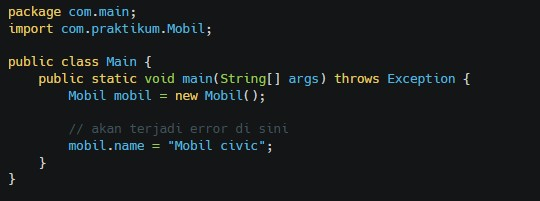 package com.main;
import com.praktikum.Mobil;
public class Main {
public static void main(String[] args) throws Exception {
Mobil mobil = new Mobil();
// akan terjadi error di sini
mobil.name = "Mobil civic";
}
}